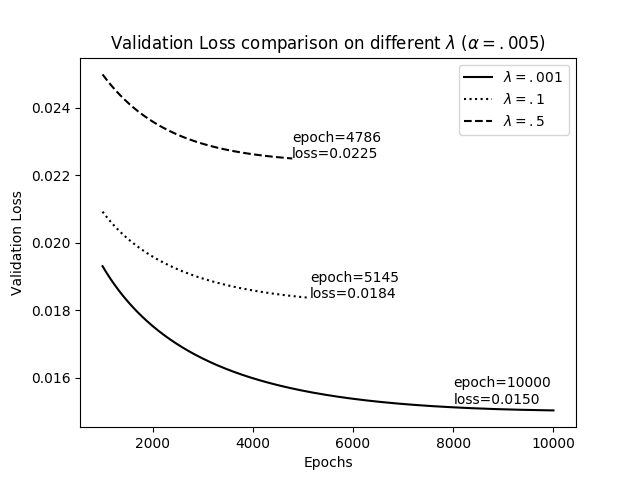 Validation Loss comparison on different λ (α = .005)
λ = .001
λ = .1
λ = .5
epoch=4786
loss=0.0225
epoch=5145
loss=0.0184
epoch=10000
loss=0.0150
Validation Loss
0.024
0.022
0.020
0.018
0.016
2000
4000
6000
8000
10000
Epochs